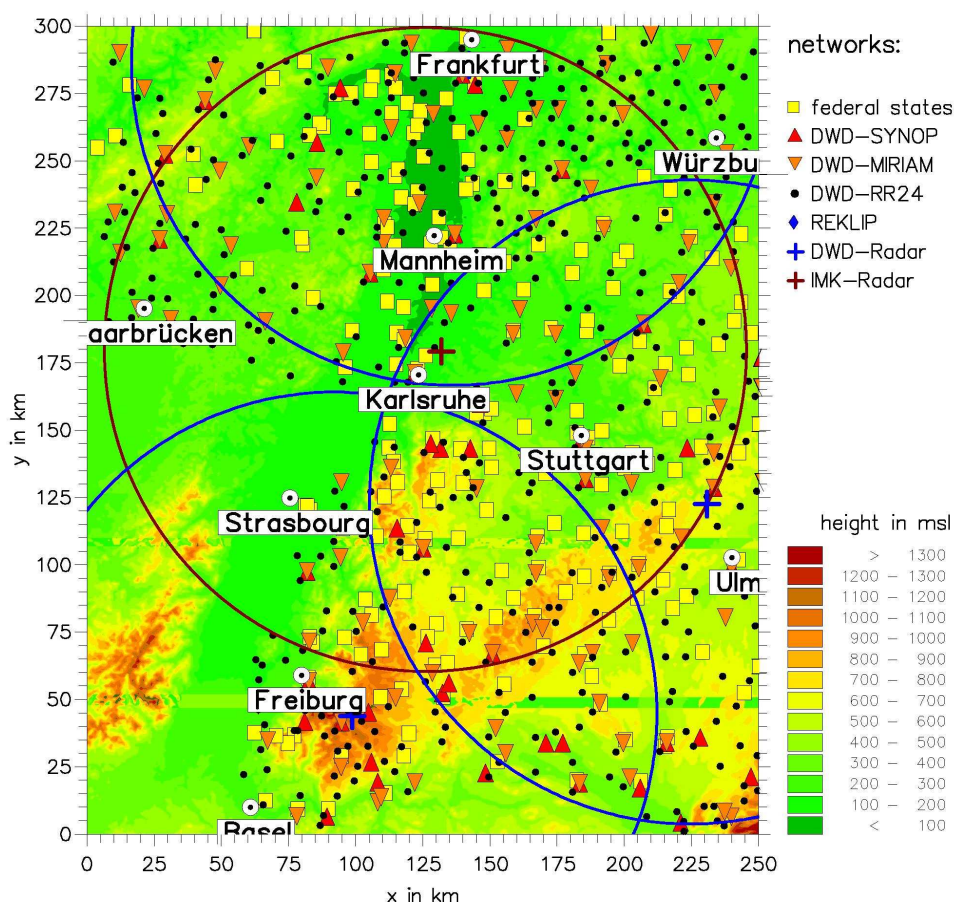 networks:
federal states
DWD-SYNOP
DWD-MIRIAM
DWD-RR24
REKLIP
DWD-Radar
IMK-Radar
height in msl
> 1300
1200 - 1300
1100 - 1200
1000 - 1100
900 - 1000
800 - 900
700 - 800
600 - 700
500 - 600
400 - 500
300 - 400
200 - 300
100 - 200
< 100
Frankfurt
Würzbu
Mannheim
aarbrücken
Karlsruhe
Stuttgart
Strasbourg
Ulm
Freiburg
Basel
y in km
300
275
250
225
200
175
150
125
100
75
50
25
0
0 25 50 75 100 125 150 175 200 225 250
x in km